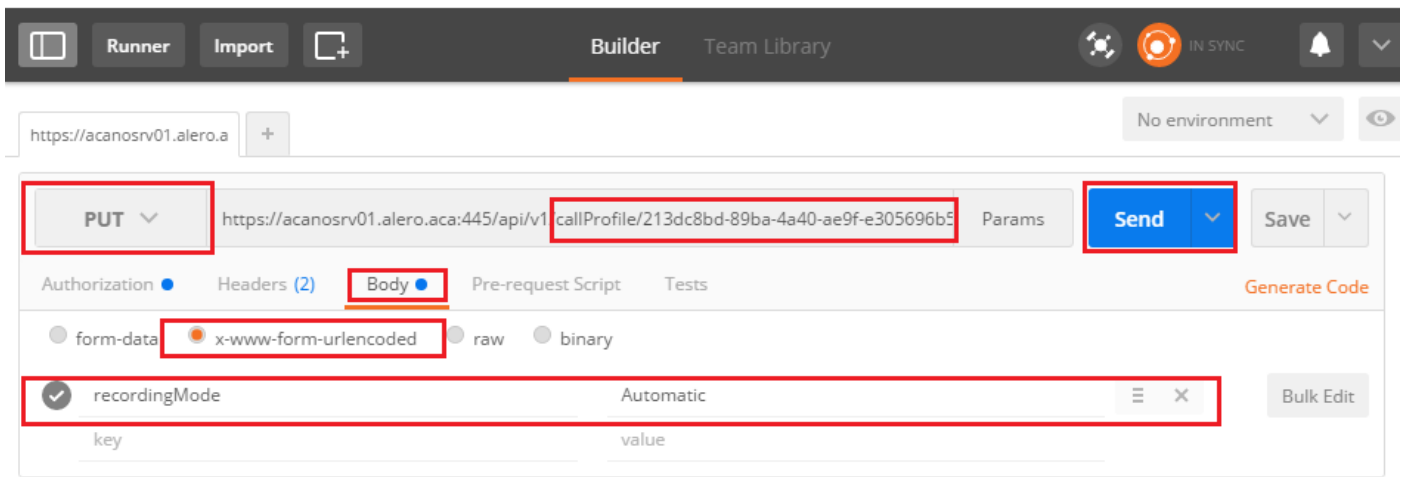 Runner Import Builder Team Library IN SYNC
No environment
https://acanosrv01.alero.a +
PUT https://acanosrv01.alero.aca:445/api/v1/callProfile/213dc8bd-89ba-4a40-ae9f-e305696b5 Params Send Save
Authorization Headers (2) Body Pre-request Script Tests Generate Code
form-data x-www-form-urlencoded raw binary
recordingMode Automatic Bulk Edit
key value